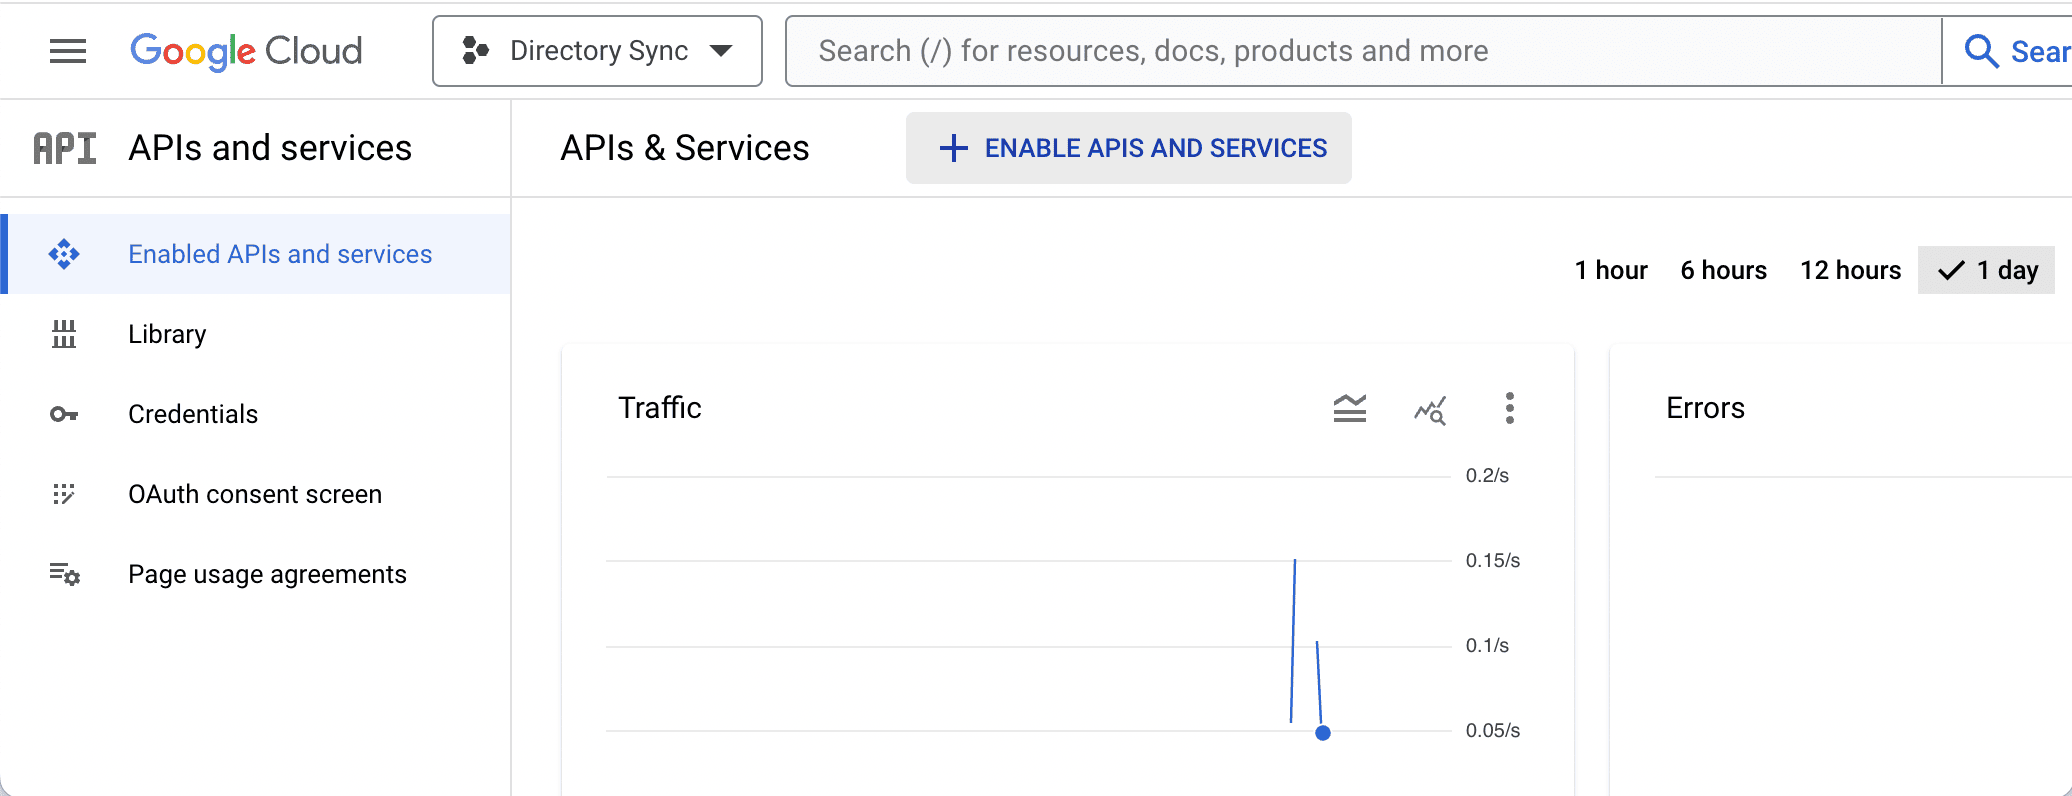 Google Cloud
Directory Sync
Search (/) for resources, docs, products and more
Sear
API
APIs and services
APIs & Services
ENABLE APIS AND SERVICES
Enabled APIs and services
Library
Credentials
OAuth consent screen
Page usage agreements
1 hour
6 hours
12 hours
1 day
Traffic
0.2/s
0.15/s
0.1/s
0.05/s
Errors